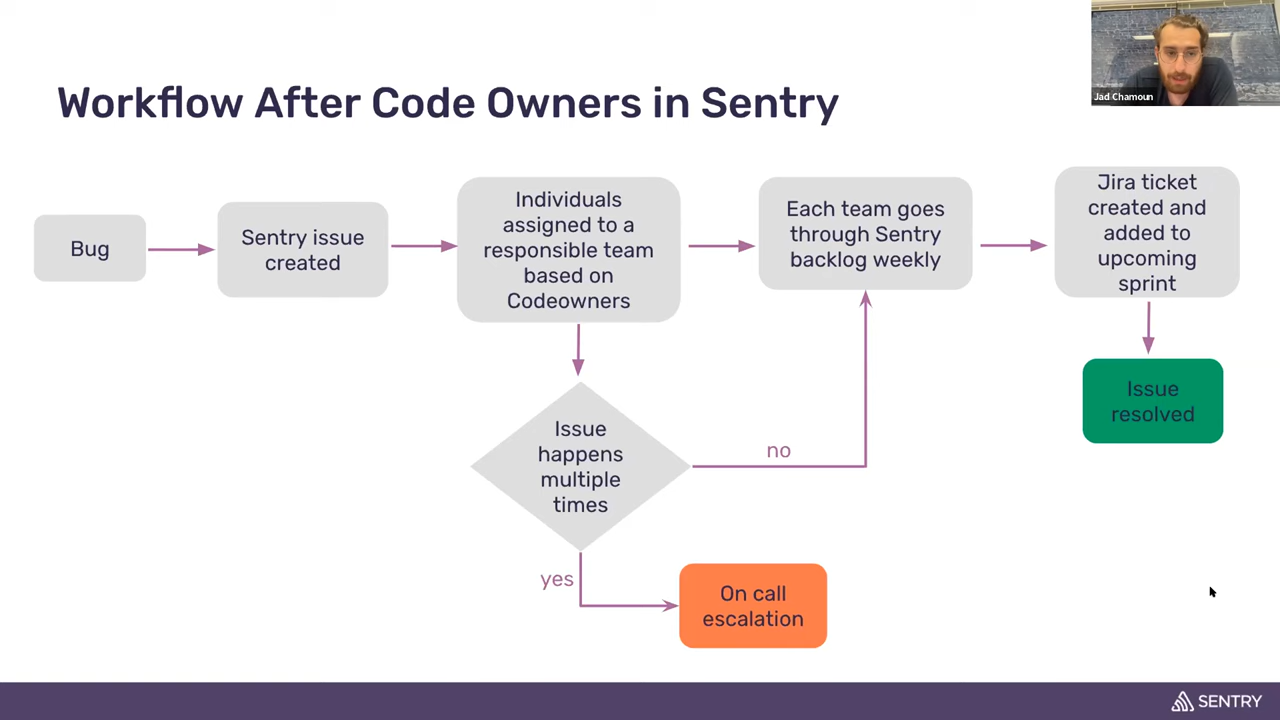 Workflow After Code Owners in Sentry
Jad Chamoun
Bug
Sentry issue
created
Individuals
assigned to a
responsible team
based on
Codeowners
Each team goes
through Sentry
backlog weekly
Jira ticket
created and
added to
upcoming
sprint
Issue
resolved
Issue
happens
multiple
times
no
yes
On call
escalation
SENTRY